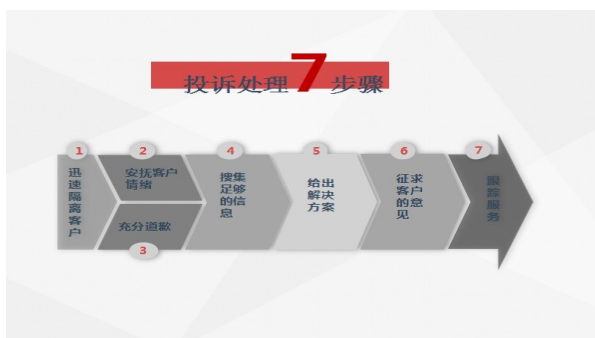 投诉处理7步骤
1
迅速隔离客户
2
安抚客户
情绪
充分道歉
3
4
搜集
足够
的信
息
5
给出
解决
方案
6
征求
客户
的意
见
7
跟踪服务